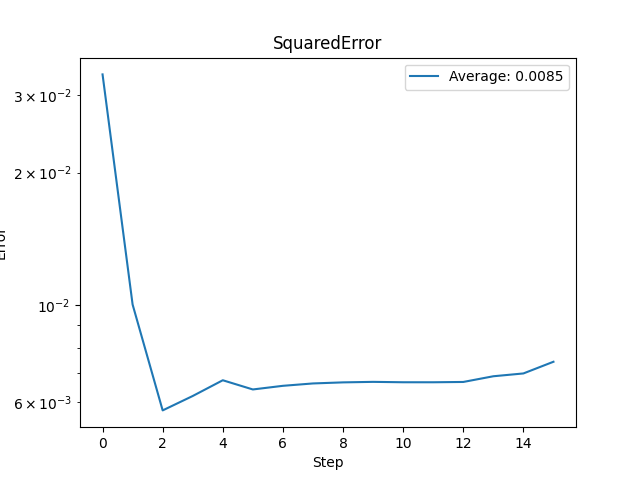 SquaredError
Average: 0.0085
3 × 10⁻²
2 × 10⁻²
10⁻²
6 × 10⁻³
Error
0 2 4 6 8 10 12 14
Step